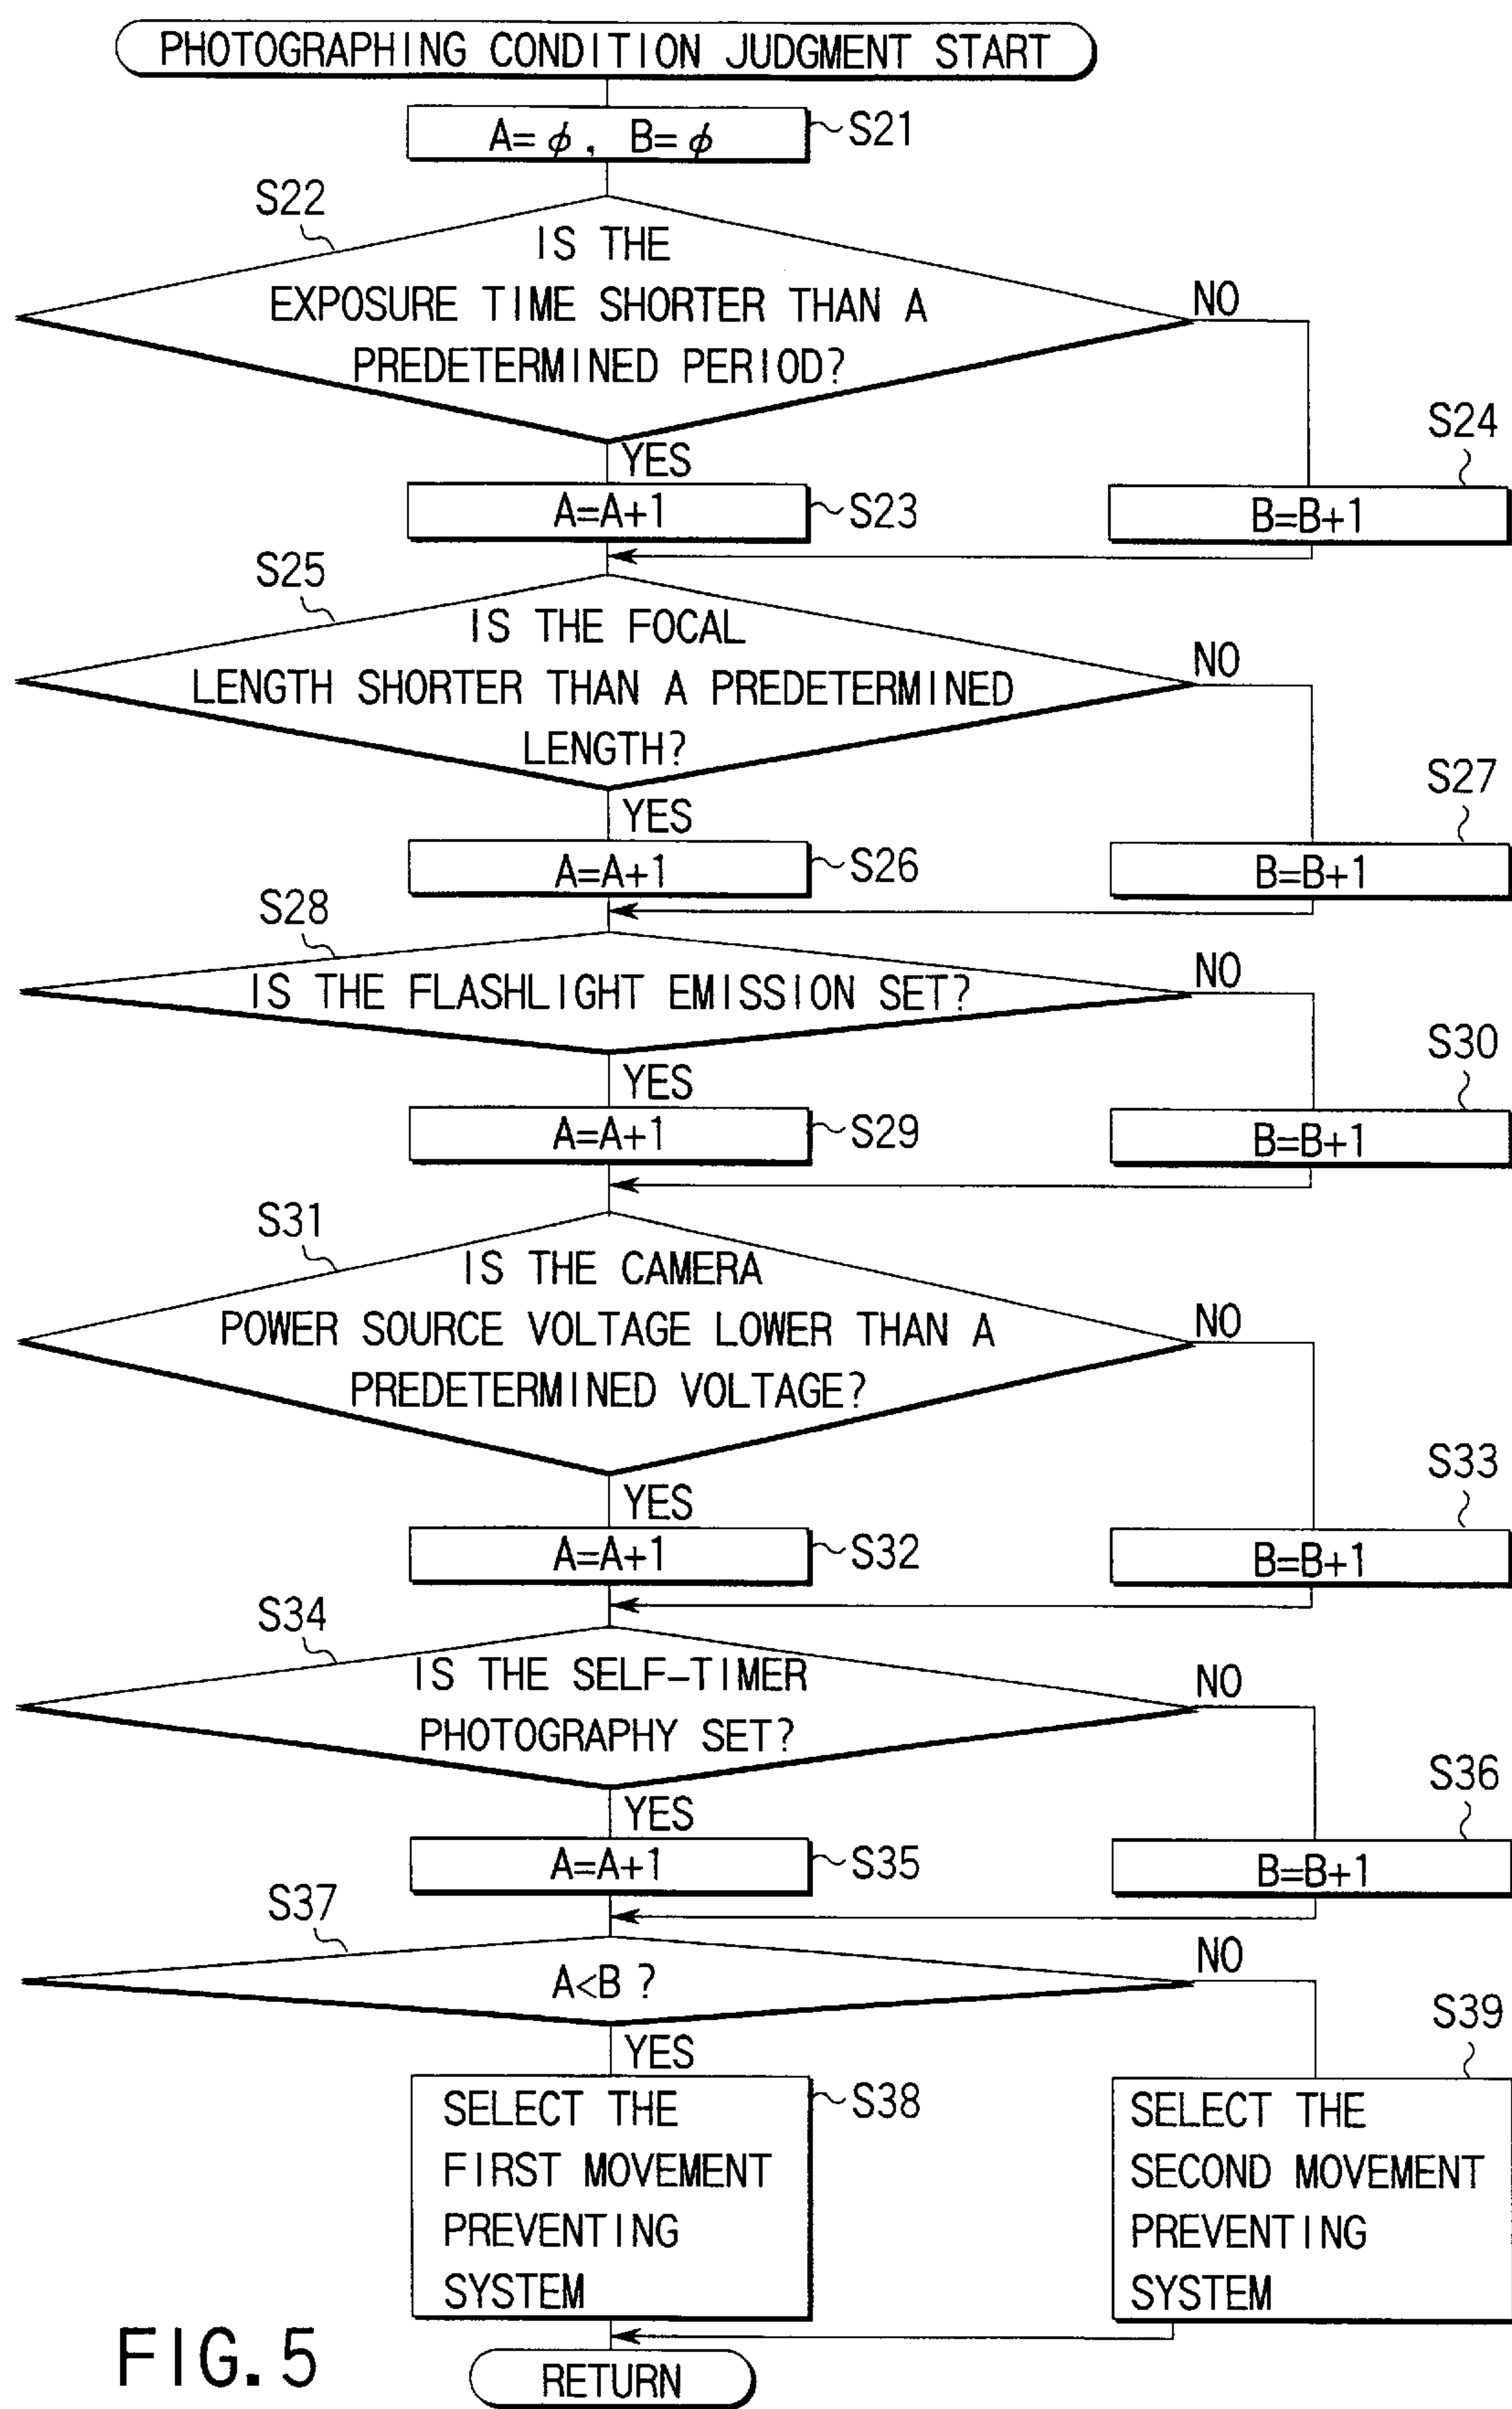 PHOTOGRAPHING CONDITION JUDGMENT START
A=ϕ, B=ϕ
S21
S22
IS THE
EXPOSURE TIME SHORTER THAN A
PREDETERMINED PERIOD?
NO
YES
S24
A=A+1
S23
B=B+1
S25
IS THE FOCAL
LENGTH SHORTER THAN A PREDETERMINED
LENGTH?
NO
YES
S27
A=A+1
S26
B=B+1
S28
IS THE FLASHLIGHT EMISSION SET?
NO
YES
S30
A=A+1
S29
B=B+1
S31
IS THE CAMERA
POWER SOURCE VOLTAGE LOWER THAN A
PREDETERMINED VOLTAGE?
NO
YES
S33
A=A+1
S32
B=B+1
S34
IS THE SELF-TIMER
PHOTOGRAPHY SET?
NO
YES
S36
A=A+1
S35
B=B+1
S37
A<B ?
NO
YES
S39
SELECT THE
FIRST MOVEMENT
PREVENTING
SYSTEM
S38
SELECT THE
SECOND MOVEMENT
PREVENTING
SYSTEM
RETURN
FIG. 5